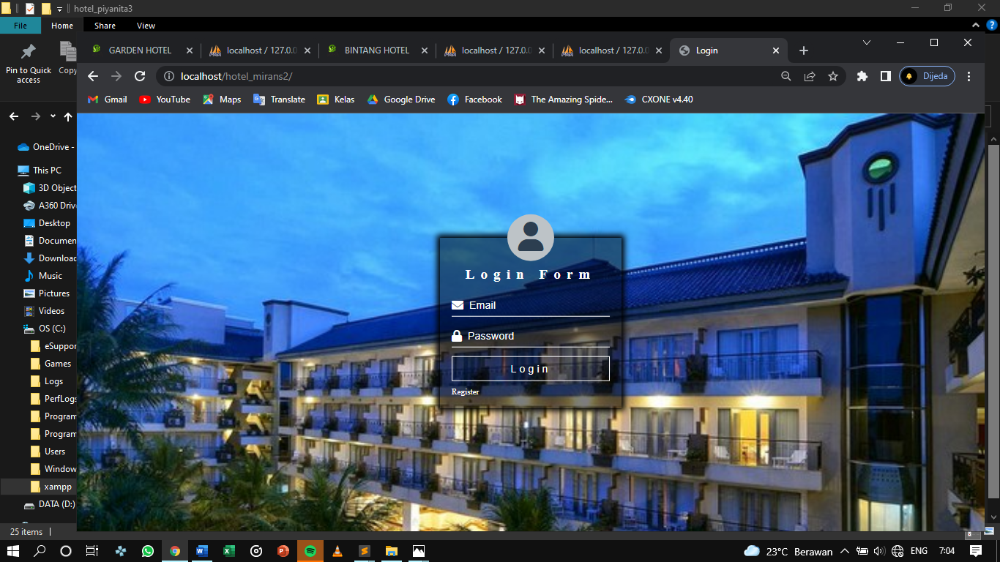 hotel_piyanita3
File Home Share View
Pin to Quick access
Copy
GARDEN HOTEL
localhost / 127.0.0
BINTANG HOTEL
localhost / 127.0.0
localhost / 127.0.0
Login
localhost/hotel_mirans2/
Dijeda
Gmail YouTube Maps Translate Kelas Google Drive Facebook The Amazing Spide... CXONE v4.40
OneDrive -
This PC
3D Object
A360 Drive
Desktop
Documen
Download
Music
Pictures
Videos
OS (C:)
eSuppor
Games
Logs
PerfLogs
Program
Program
Users
Window
xampp
DATA (D:)
25 items
Login Form
Email
Password
Login
Register
23°C Berawan
ENG
7:04